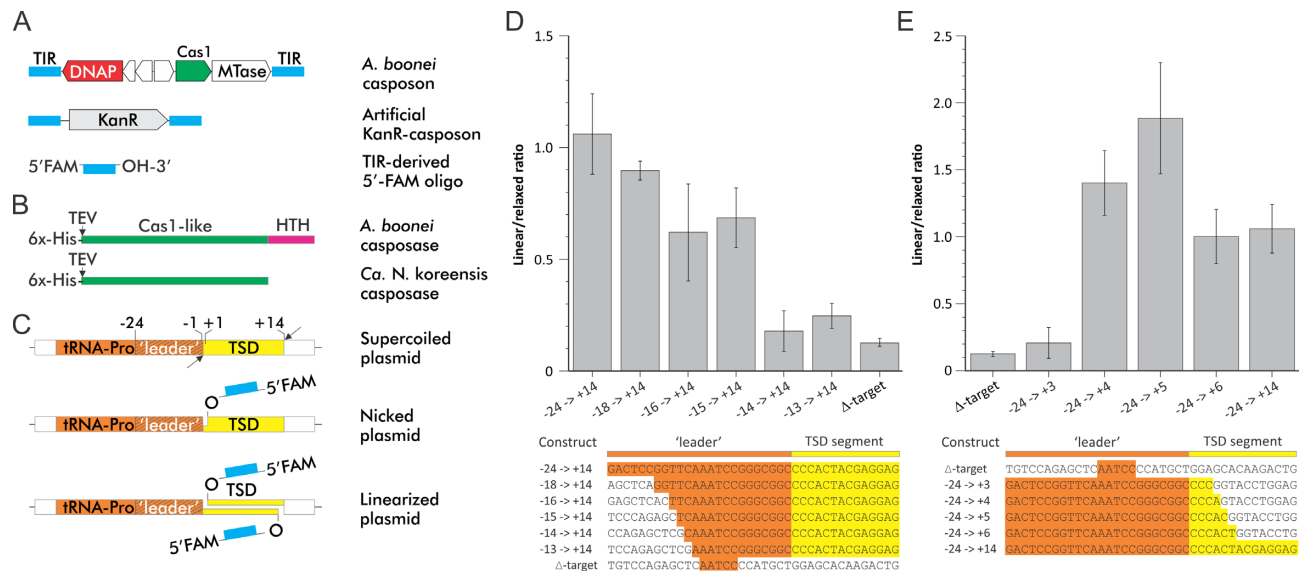 A
TIR
Cas1
TIR
DNAP
MTase
A. boonei
casposon
KanR
Artificial
KanR-casposon
5'FAM
OH-3'
TIR-derived
5'-FAM oligo
B
TEV
Cas1-like
HTH
6x-His
A. boonei
casposase
TEV
6x-His
Ca. N. koreensis
casposase
C
-24
-1
+1
+14
tRNA-Pro
'leader'
TSD
Supercoiled
plasmid
5'FAM
tRNA-Pro
'leader'
TSD
Nicked
plasmid
5'FAM
TSD
tRNA-Pro
'leader'
Linearized
plasmid
5'FAM
D
Linear/relaxed ratio
1.5
1.0
0.5
0
-24 -> +14
-18 -> +14
-16 -> +14
-15 -> +14
-14 -> +14
-13 -> +14
Δ-target
Construct 'leader' TSD segment
-24 -> +14 GACTCCGGTTCAAATCCGGGCGGCCCCACTACGAGGAG
-18 -> +14 AGCTCAGGTTCAAATCCGGGCGGCCCCACTACGAGGAG
-16 -> +14 GAGCTCACTTCAAATCCGGGCGGCCCCACTACGAGGAG
-15 -> +14 TCCCAGAGCTCAAATCCGGGCGGCCCCACTACGAGGAG
-14 -> +14 CCAGAGCTCGCAAATCCGGGCGGCCCCACTACGAGGAG
-13 -> +14 TCCAGAGCTCGAAATCCGGGCGGCCCCACTACGAGGAG
Δ-target TGTCCAGAGCTCAATCCCCATGCTGGAGCACAAGACTG
E
Linear/relaxed ratio
2.5
2.0
1.5
1.0
0.5
0
Δ-target
-24 -> +3
-24 -> +4
-24 -> +5
-24 -> +6
-24 -> +14
Construct 'leader' TSD segment
Δ-target TGTCCAGAGCTCAATCCCCATGCTGGAGCACAAGACTG
-24 -> +3 GACTCCGGTTCAAATCCGGGCGGCCCCGGTACCTGGAG
-24 -> +4 GACTCCGGTTCAAATCCGGGCGGCCCCAGTACCTGGAG
-24 -> +5 GACTCCGGTTCAAATCCGGGCGGCCCCACGGTACCTGG
-24 -> +6 GACTCCGGTTCAAATCCGGGCGGCCCCACTGGTACCTG
-24 -> +14 GACTCCGGTTCAAATCCGGGCGGCCCCACTACGAGGAG